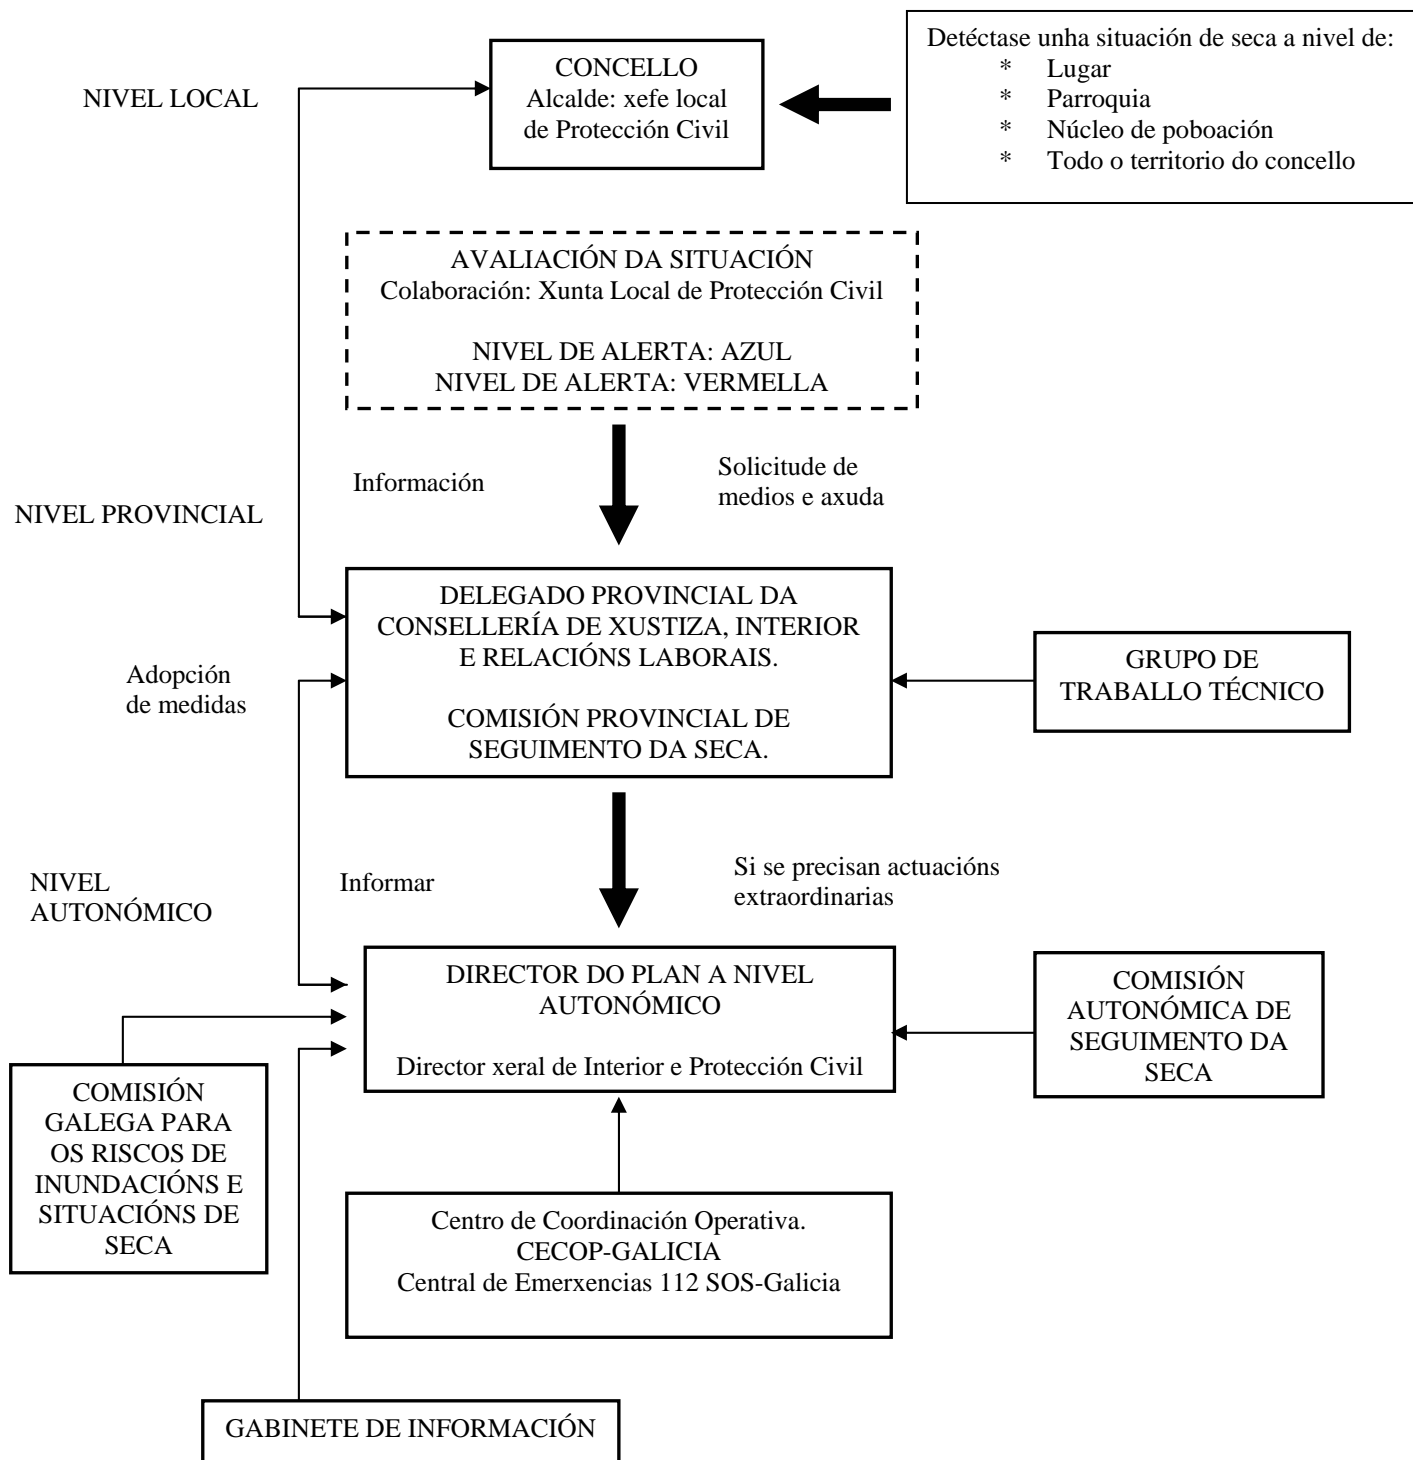 Detéctase unha situación de seca a nivel de:
* Lugar
* Parroquia
* Núcleo de poboación
* Todo o territorio do concello
CONCELLO
Alcalde: xefe local
de Protección Civil
NIVEL LOCAL
AVALIACIÓN DA SITUACIÓN
Colaboración: Xunta Local de Protección Civil
NIVEL DE ALERTA: AZUL
NIVEL DE ALERTA: VERMELLA
Información
Solicitude de
medios e axuda
NIVEL PROVINCIAL
DELEGADO PROVINCIAL DA
CONSELLERÍA DE XUSTIZA, INTERIOR
E RELACIÓNS LABORAIS.
COMISIÓN PROVINCIAL DE
SEGUIMENTO DA SECA.
GRUPO DE
TRABALLO TÉCNICO
Adopción
de medidas
NIVEL
AUTONÓMICO
Informar
Si se precisan actuacións
extraordinarias
DIRECTOR DO PLAN A NIVEL
AUTONÓMICO
Director xeral de Interior e Protección Civil
COMISIÓN
AUTONÓMICA DE
SEGUIMENTO DA
SECA
COMISIÓN
GALEGA PARA
OS RISCOS DE
INUNDACIÓNS E
SITUACIÓNS DE
SECA
Centro de Coordinación Operativa.
CECOP-GALICIA
Central de Emerxencias 112 SOS-Galicia
GABINETE DE INFORMACIÓN